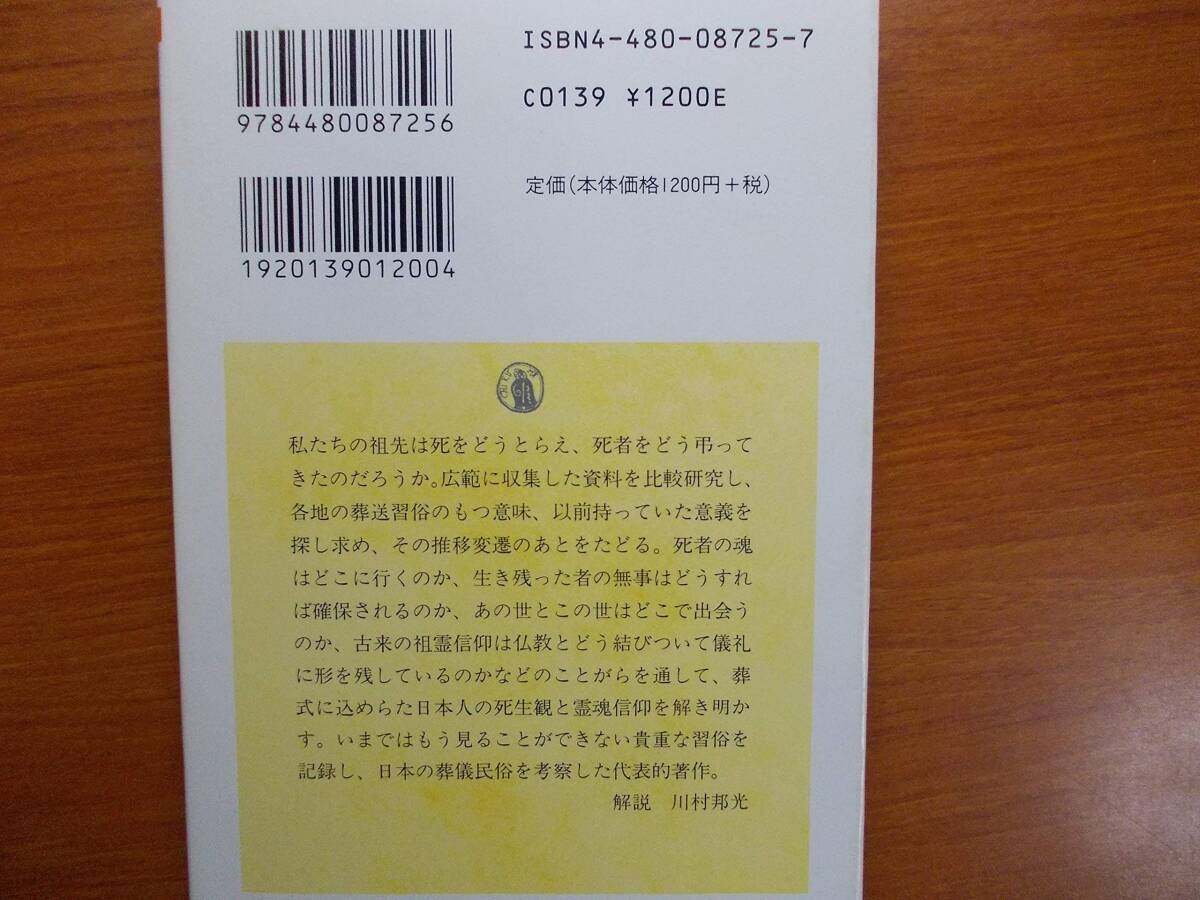 ISBN4-480-08725-7
9784480087256
C0139 ¥1200E
定価(本体価格1200円+税)
1920139012004
私たちの祖先は死をどうとらえ、死者をどう弔って
きたのだろうか。広範に収集した資料を比較研究し、
各地の葬送習俗のもつ意味、以前持っていた意義を
探し求め、その推移変遷のあとをたどる。死者の魂
はどこに行くのか、生き残った者の無事はどうすれ
ば確保されるのか、あの世とこの世はどこで出会う
のか、古来の祖霊信仰は仏教とどう結びついて儀礼
に形を残しているのかなどのことがらを通して、葬
式に込めらた日本人の死生観と霊魂信仰を解き明か
す。いまではもう見ることができない貴重な習俗を
記録し、日本の葬儀民俗を考察した代表的著作。
解説 川村邦光